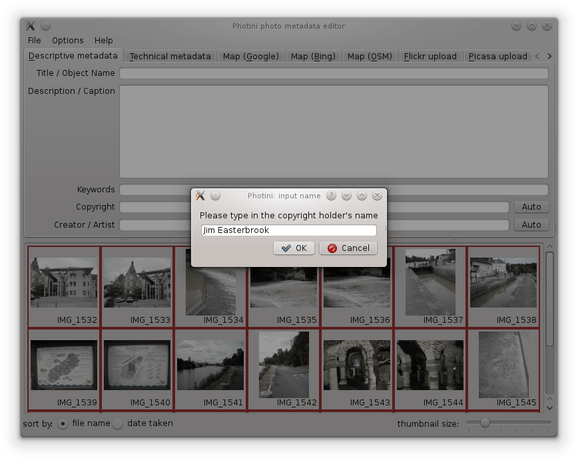 Photini photo metadata editor
File Options Help
Descriptive metadata Technical metadata Map (Google) Map (Bing) Map (OSM) Flickr upload Picasa upload
Title / Object Name
Description / Caption
Keywords
Copyright Auto
Creator / Artist Auto
Photini: input name
Please type in the copyright holder's name
Jim Easterbrook
OK Cancel
IMG_1532 IMG_1533 IMG_1534 IMG_1535 IMG_1536 IMG_1537 IMG_1538
IMG_1539 IMG_1540 IMG_1541 IMG_1542 IMG_1543 IMG_1544 IMG_1545
sort by: file name date taken thumbnail size: